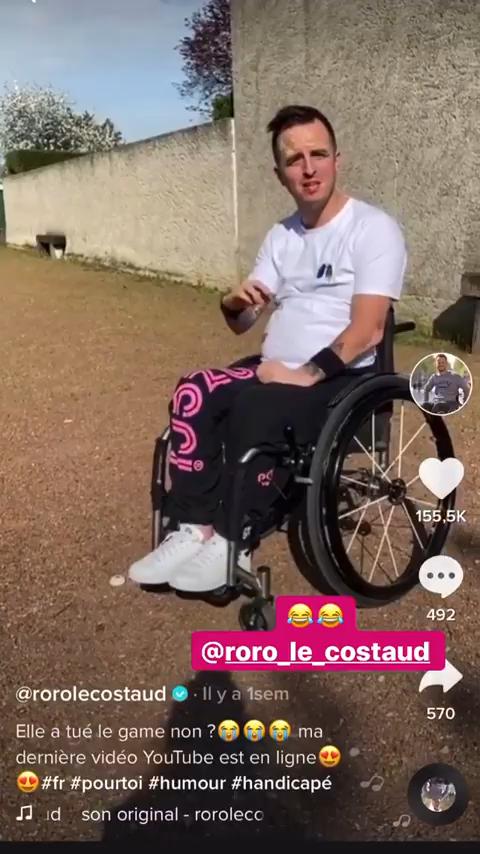 155,5K
492
😂😂
@roro_le_costaud
570
@rorolecostaud · Il y a 1sem
Elle a tué le game non ?😭😭😭 ma
dernière vidéo YouTube est en ligne😍
😍#fr #pourtoi #humour #handicapé
son original - roroleco